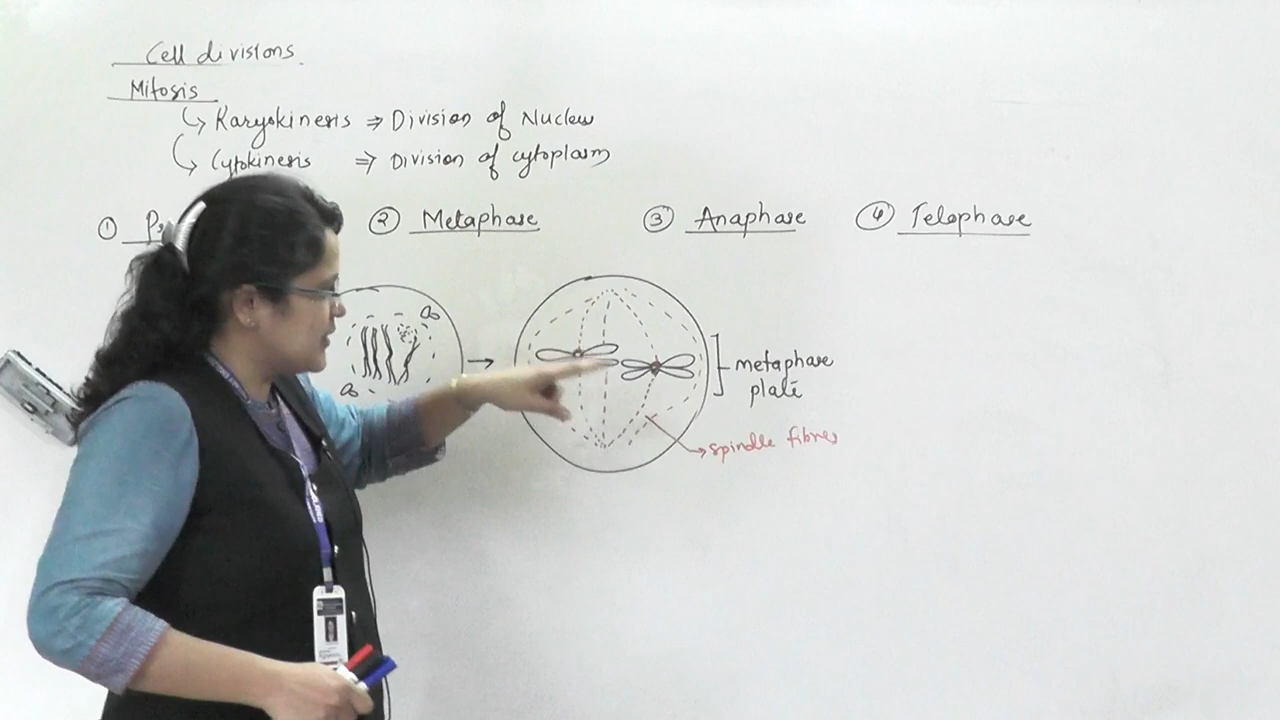 Cell divisions.
Mitosis
↳ Karyokinesis ⇒ Division of Nucleus
↳ Cytokinesis ⇒ Division of cytoplasm
① ② Metaphase ③ Anaphase ④ Telophase
metaphase
plate
spindle fibres